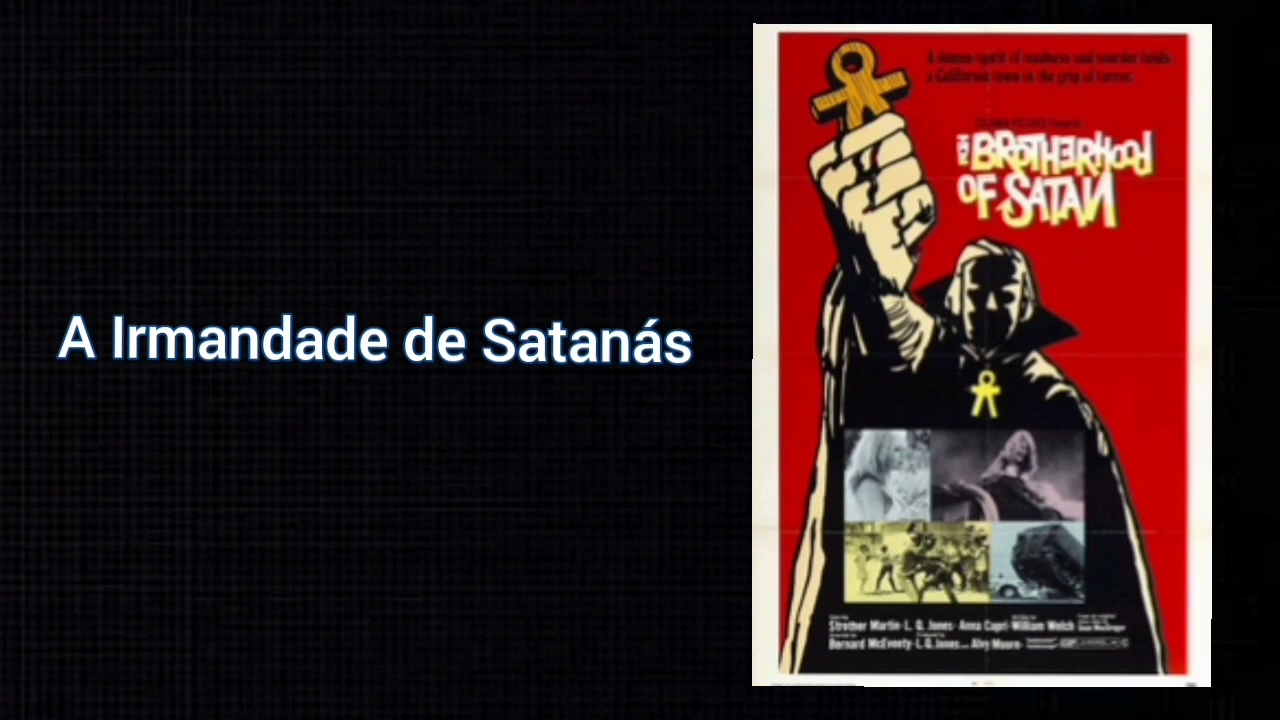 A Irmandade de Satanás
A demon-spirit of madness and murder holds
a California town in the grip of terror.
THE BROTHERHOOD
OF SATAN
Strother Martin · L. Q. Jones · Anna Capri · William Welch
Bernard McEveety · L. Q. Jones and Alvy Moore